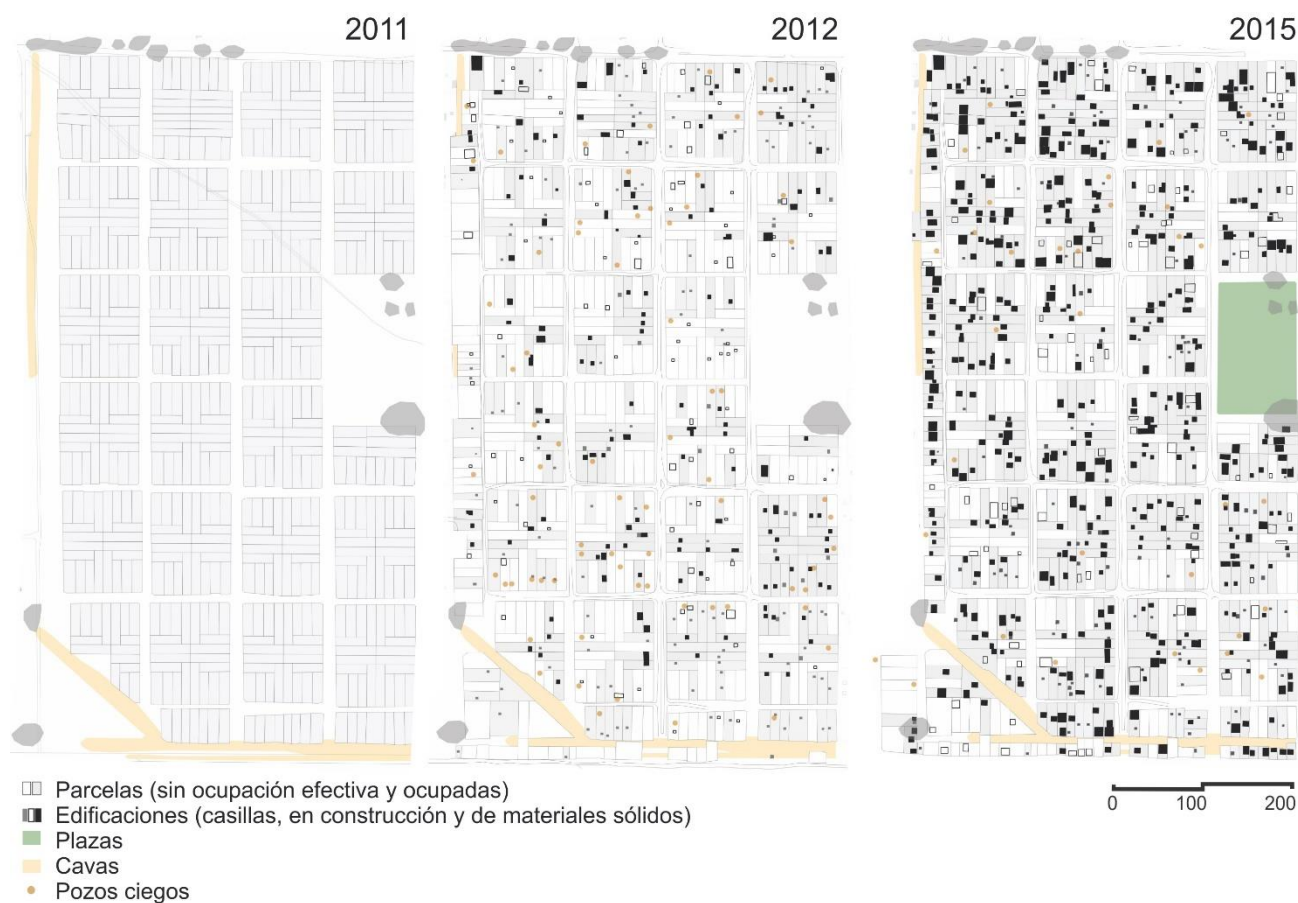 2011
2012
2015
Parcelas (sin ocupación efectiva y ocupadas)
Edificaciones (casillas, en construcción y de materiales sólidos)
Plazas
Cavas
Pozos ciegos
0 100 200